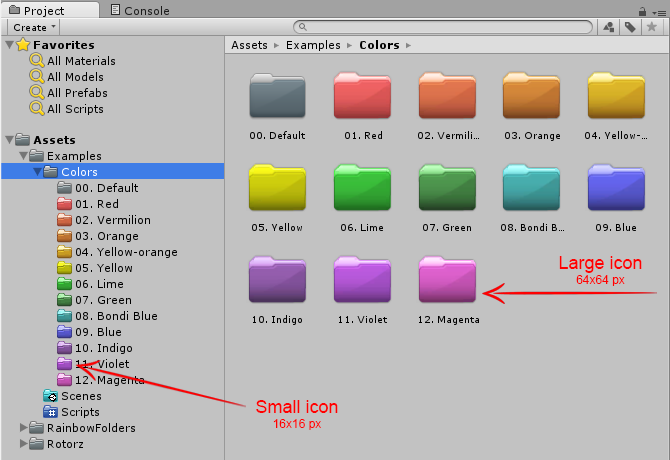 Project
Console
Create
Favorites
All Materials
All Models
All Prefabs
All Scripts
Assets
Examples
Colors
00. Default
01. Red
02. Vermilion
03. Orange
04. Yellow-orange
05. Yellow
06. Lime
07. Green
08. Bondi Blue
09. Blue
10. Indigo
11. Violet
12. Magenta
Scenes
Scripts
RainbowFolders
Rotorz
Assets ▸ Examples ▸ Colors ▸
00. Default 01. Red 02. Vermili... 03. Orange 04. Yellow-...
05. Yellow 06. Lime 07. Green 08. Bondi B... 09. Blue
10. Indigo 11. Violet 12. Magenta
Large icon
64x64 px
Small icon
16x16 px